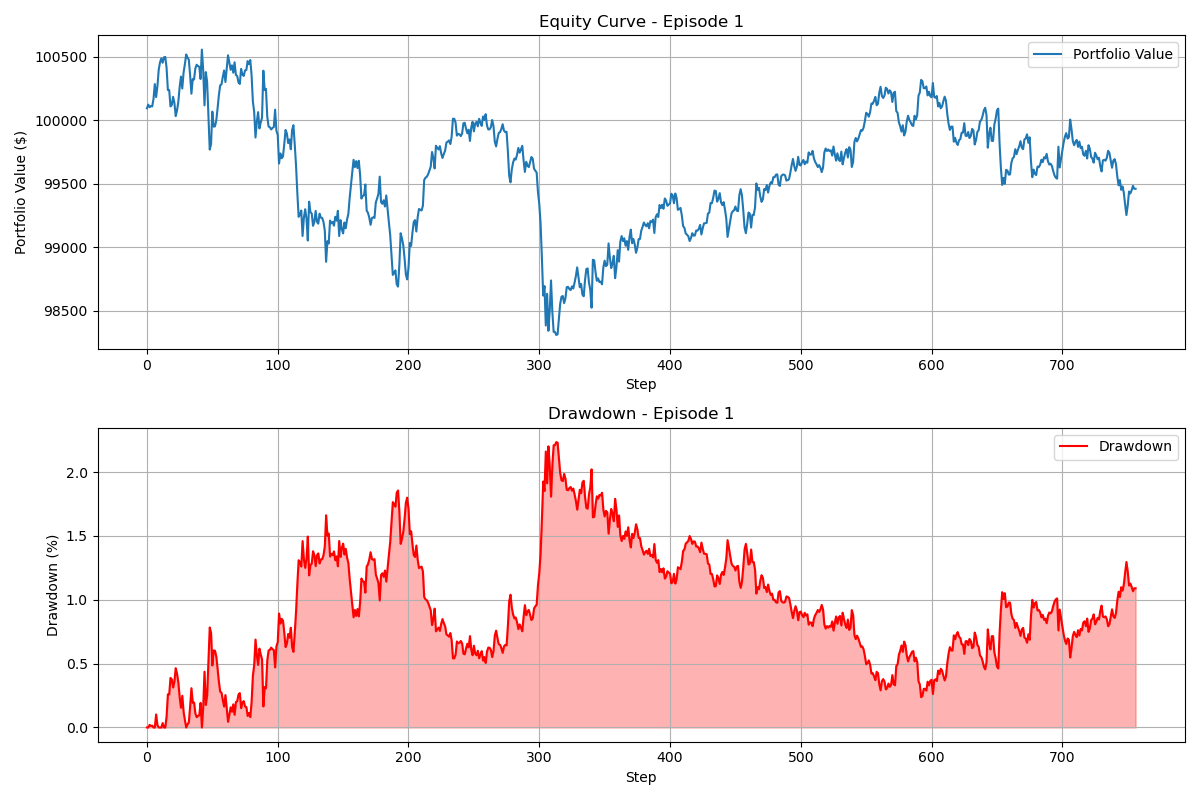 Equity Curve - Episode 1
Portfolio Value ($)
100500
100000
99500
99000
98500
Portfolio Value
0 100 200 300 400 500 600 700
Step
Drawdown - Episode 1
Drawdown (%)
2.0
1.5
1.0
0.5
0.0
Drawdown
0 100 200 300 400 500 600 700
Step